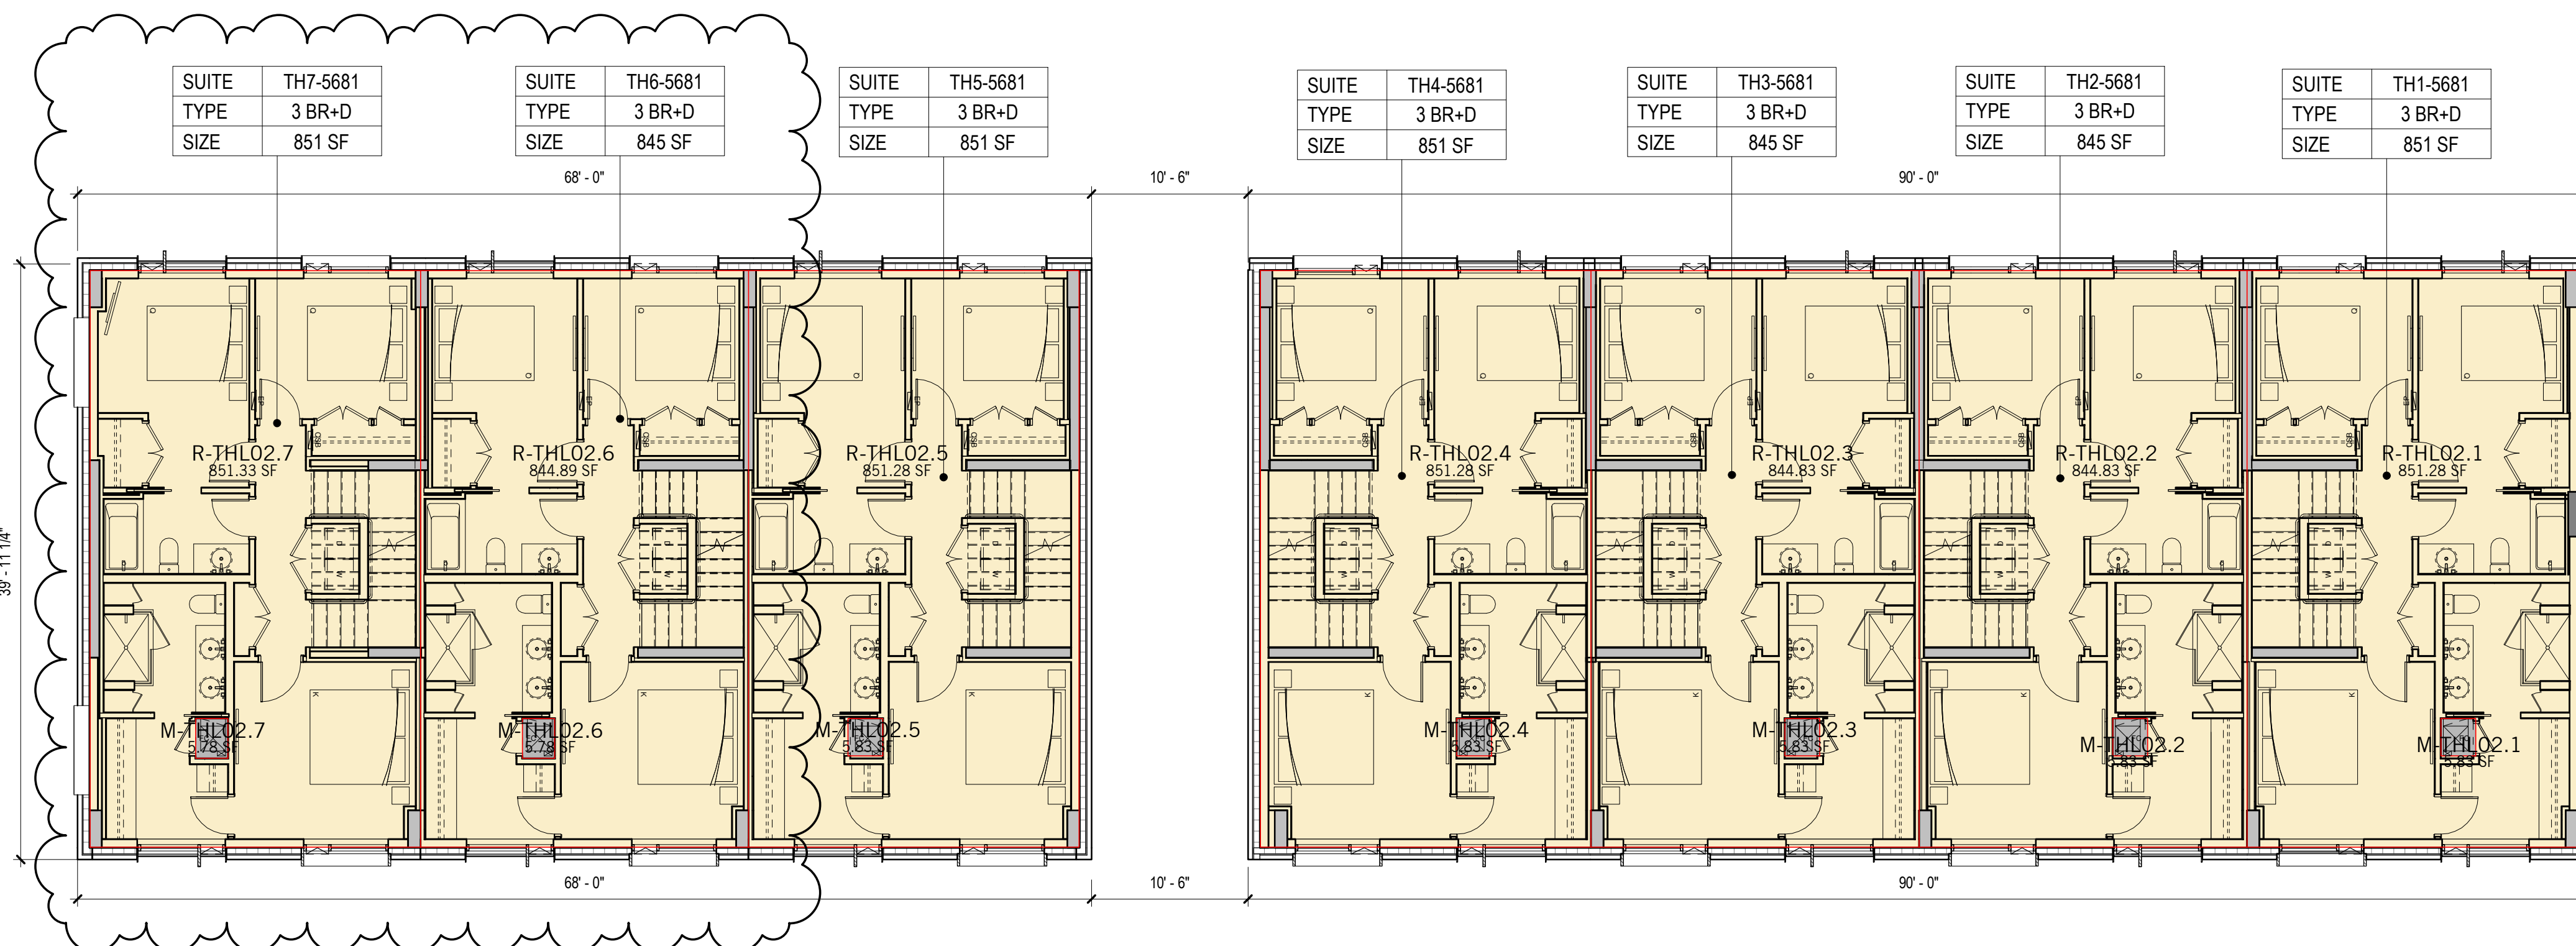 SUITE TH7-5681
TYPE 3 BR+D
SIZE 851 SF
SUITE TH6-5681
TYPE 3 BR+D
SIZE 845 SF
SUITE TH5-5681
TYPE 3 BR+D
SIZE 851 SF
SUITE TH4-5681
TYPE 3 BR+D
SIZE 851 SF
SUITE TH3-5681
TYPE 3 BR+D
SIZE 845 SF
SUITE TH2-5681
TYPE 3 BR+D
SIZE 845 SF
SUITE TH1-5681
TYPE 3 BR+D
SIZE 851 SF
68' - 0"
10' - 6"
90' - 0"
39' - 11 1/4"
R-THL02.7
851.33 SF
R-THL02.6
844.89 SF
R-THL02.5
851.28 SF
R-THL02.4
851.28 SF
R-THL02.3
844.83 SF
R-THL02.2
844.83 SF
R-THL02.1
851.28 SF
M-THL02.7
5.78 SF
M-THL02.6
5.78 SF
M-THL02.5
5.83 SF
M-THL02.4
5.83 SF
M-THL02.3
5.83 SF
M-THL02.2
5.83 SF
M-THL02.1
5.83 SF
68' - 0"
10' - 6"
90' - 0"